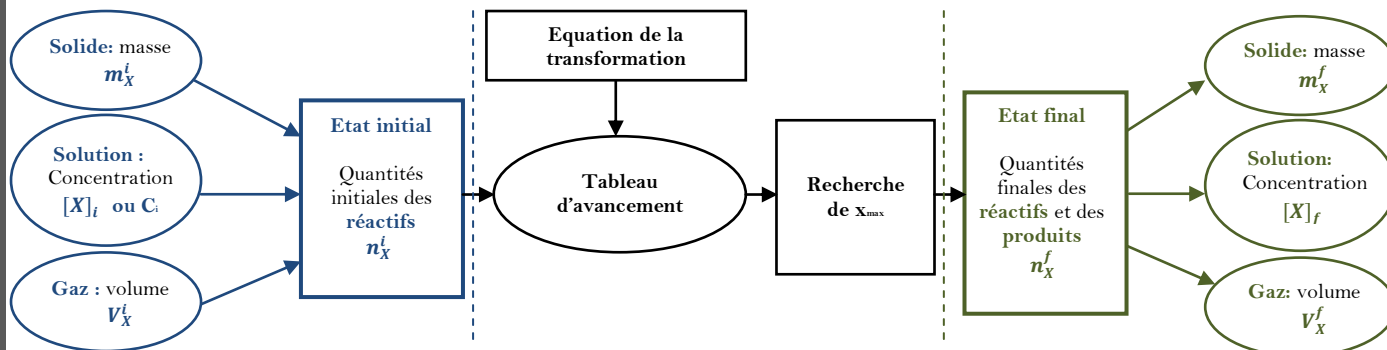 Solide: masse
m_X^i
Solution :
Concentration
[X]_i ou C_i
Gaz : volume
V_X^i
Etat initial
Quantités
initiales des
réactifs
n_X^i
Equation de la
transformation
Tableau
d'avancement
Recherche
de x_max
Etat final
Quantités
finales des
réactifs et des
produits
n_X^f
Solide: masse
m_X^f
Solution:
Concentration
[X]_f
Gaz: volume
V_X^f